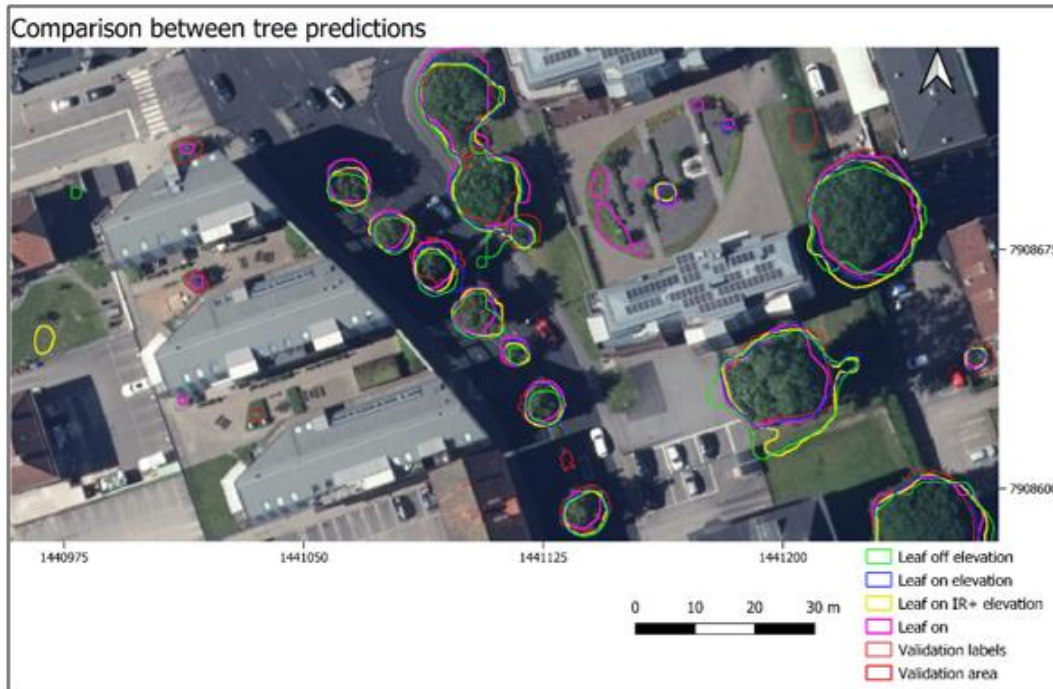 Comparison between tree predictions
7908675
7908600
1440975 1441050 1441125 1441200
Leaf off elevation
Leaf on elevation
0 10 20 30 m
Leaf on IR+ elevation
Leaf on
Validation labels
Validation area